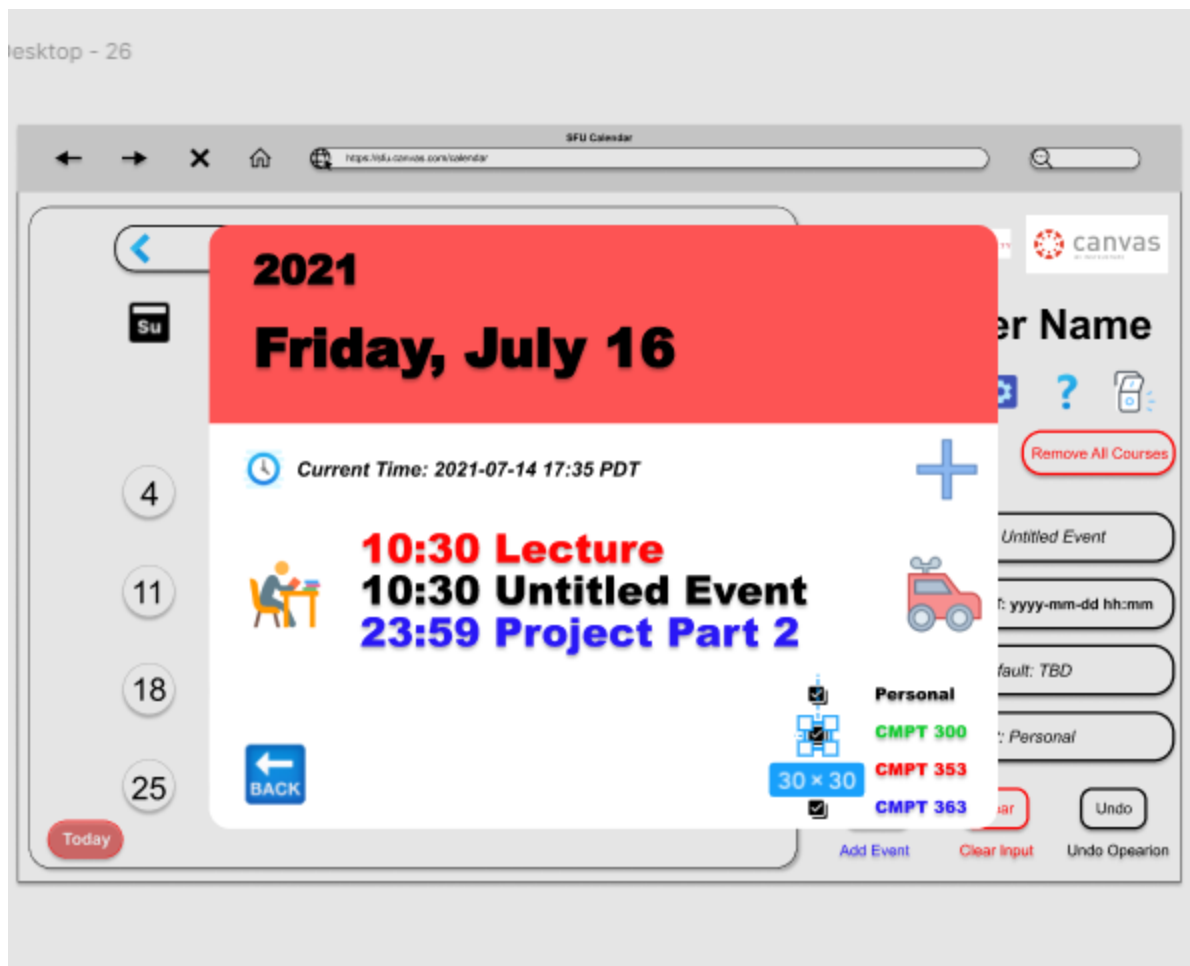 esktop - 26
SFU Calendar
https://sfu.canvas.com/calendar
canvas
2021
Friday, July 16
Su
er Name
?
Current Time: 2021-07-14 17:35 PDT
Remove All Courses
4
10:30 Lecture
Untitled Event
11
10:30 Untitled Event
T: yyyy-mm-dd hh:mm
23:59 Project Part 2
fault: TBD
18
Personal
CMPT 300
: Personal
CMPT 353
30 × 30
BACK
25
CMPT 363
ar
Undo
Today
Add Event
Clear Input
Undo Opearion